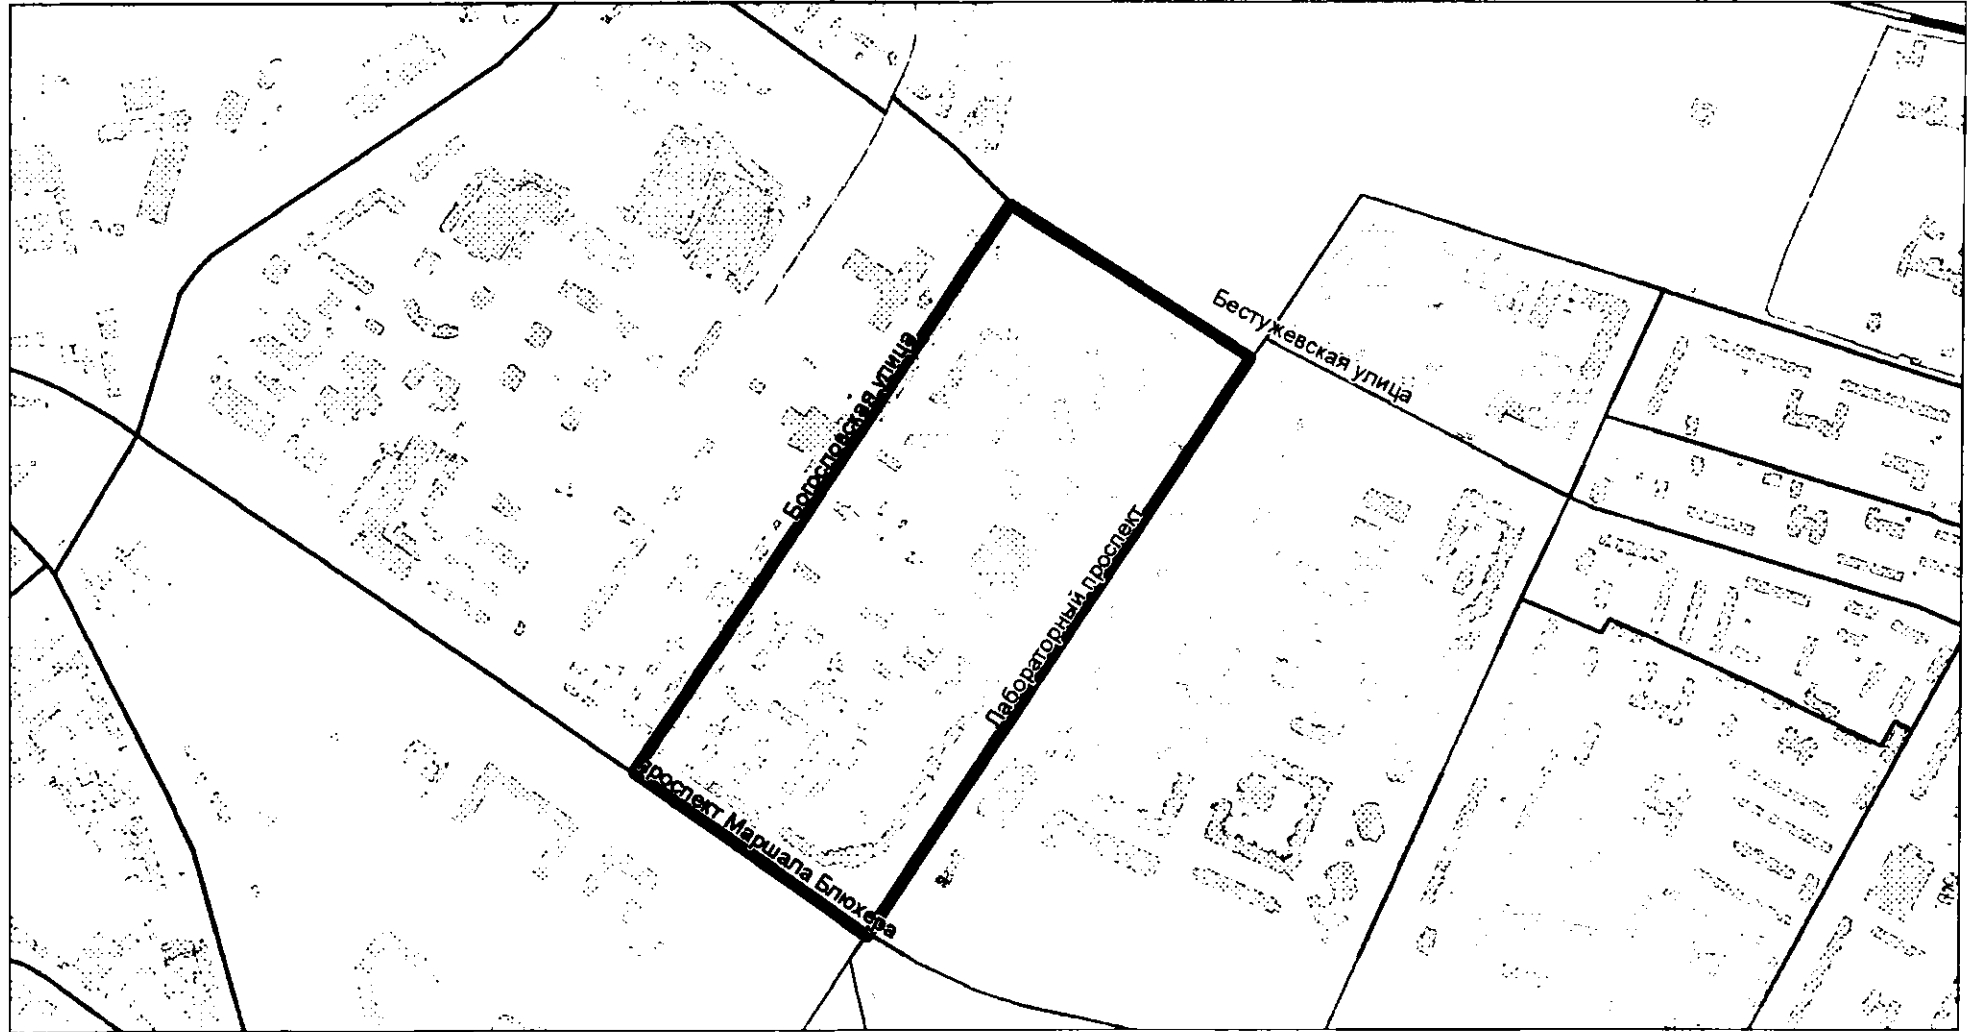 Бестужевская улица
Богословская улица
Лабораторный проспект
проспект Маршала Блюхера